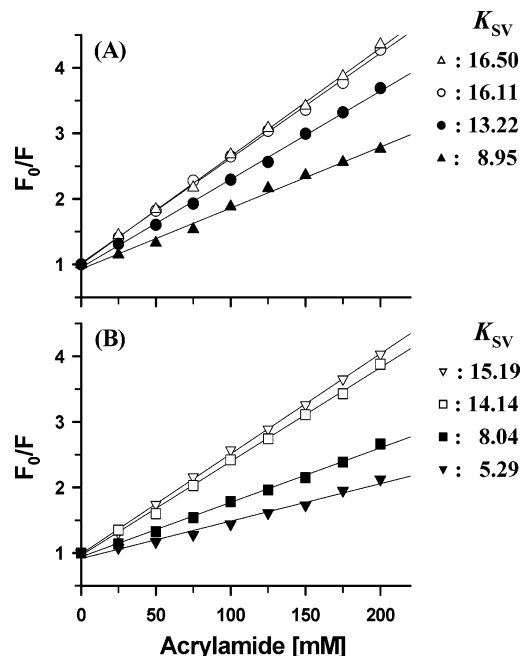 (A)
K_SV
△ : 16.50
○ : 16.11
● : 13.22
▲ : 8.95
F₀/F
4
3
2
1
(B)
K_SV
▽ : 15.19
□ : 14.14
■ : 8.04
▼ : 5.29
F₀/F
4
3
2
1
0 50 100 150 200
Acrylamide [mM]